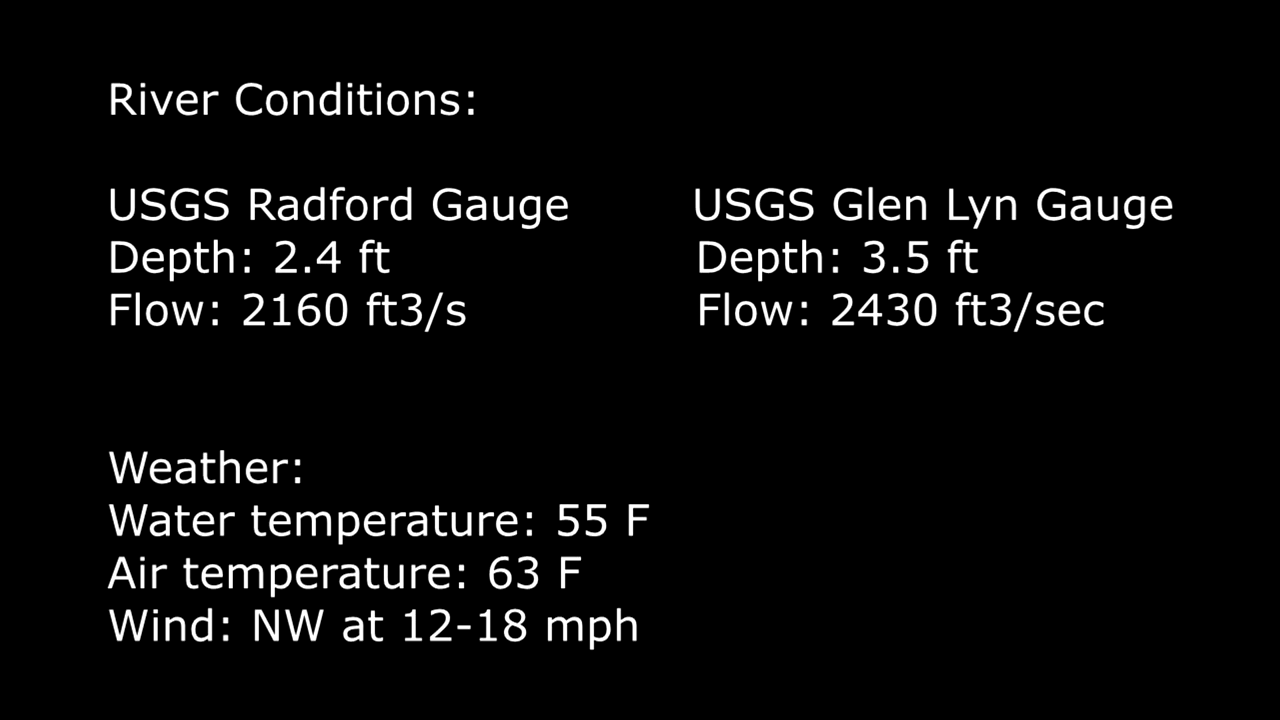 River Conditions:
USGS Radford Gauge
Depth: 2.4 ft
Flow: 2160 ft3/s
USGS Glen Lyn Gauge
Depth: 3.5 ft
Flow: 2430 ft3/sec
Weather:
Water temperature: 55 F
Air temperature: 63 F
Wind: NW at 12-18 mph